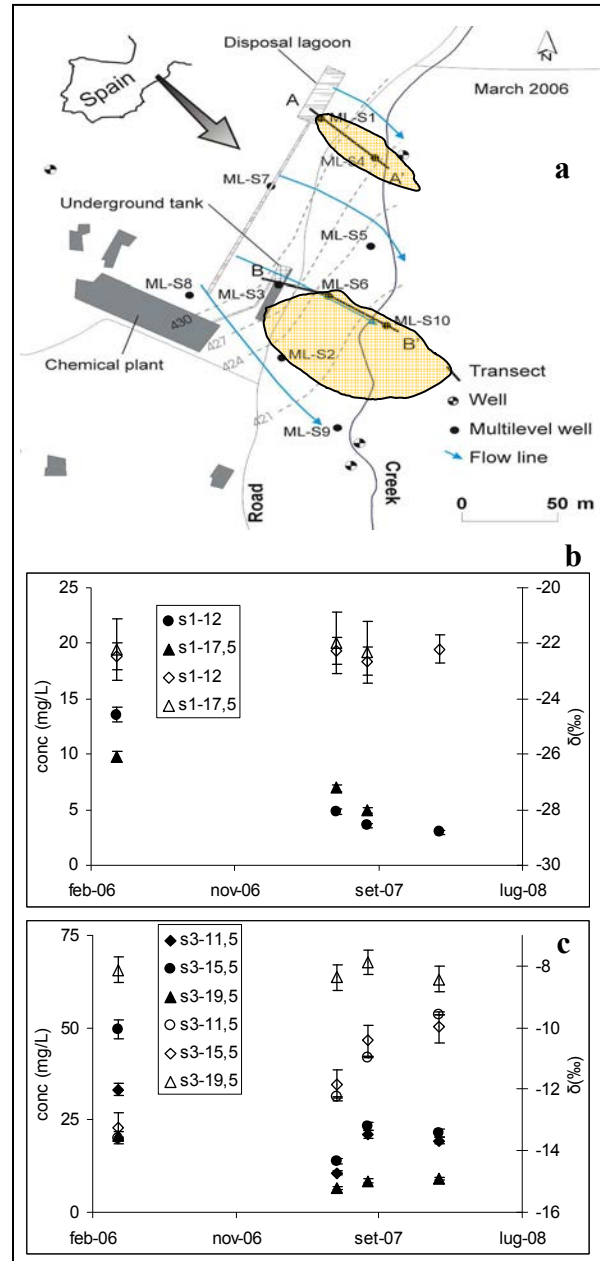 Disposal lagoon
Spain
A
N
March 2006
ML-S1
ML-S4
A'
a
ML-S7
Underground tank
ML-S5
B
ML-S8
ML-S3
ML-S6
ML-S10
430
427
424
421
B'
Chemical plant
ML-S2
Transect
Well
ML-S9
Multilevel well
Flow line
Road
Creek
0 50 m
b
25
20
15
10
5
0
conc (mg/L)
s1-12
s1-17,5
s1-12
s1-17,5
-20
-22
-24
-26
-28
-30
δ(‰)
feb-06 nov-06 set-07 lug-08
c
75
50
25
0
conc (mg/L)
s3-11,5
s3-15,5
s3-19,5
s3-11,5
s3-15,5
s3-19,5
-8
-10
-12
-14
-16
δ(‰)
feb-06 nov-06 set-07 lug-08